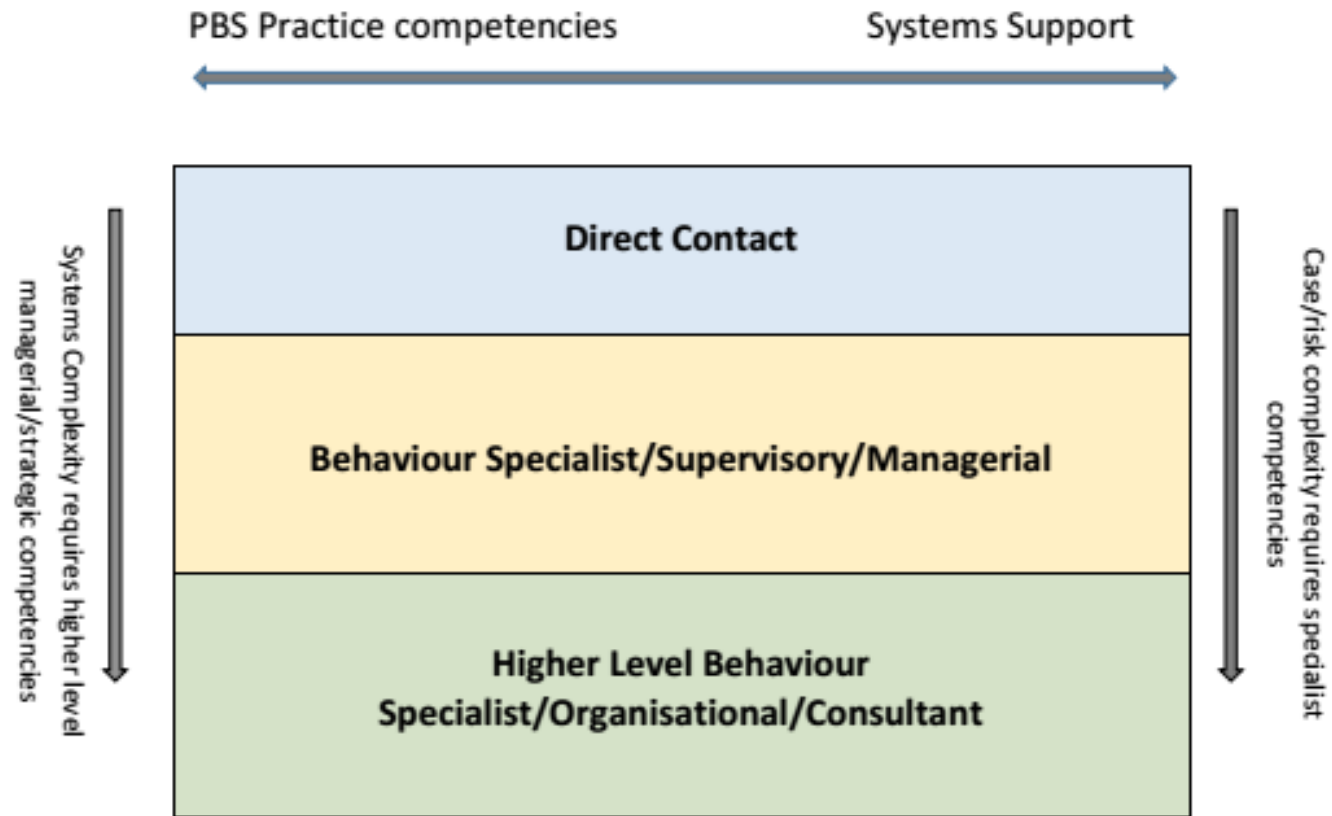 PBS Practice competencies
Systems Support
Direct Contact
Behaviour Specialist/Supervisory/Managerial
Higher Level Behaviour
Specialist/Organisational/Consultant
Systems Complexity requires higher level
managerial/strategic competencies
Case/risk complexity requires specialist
competencies